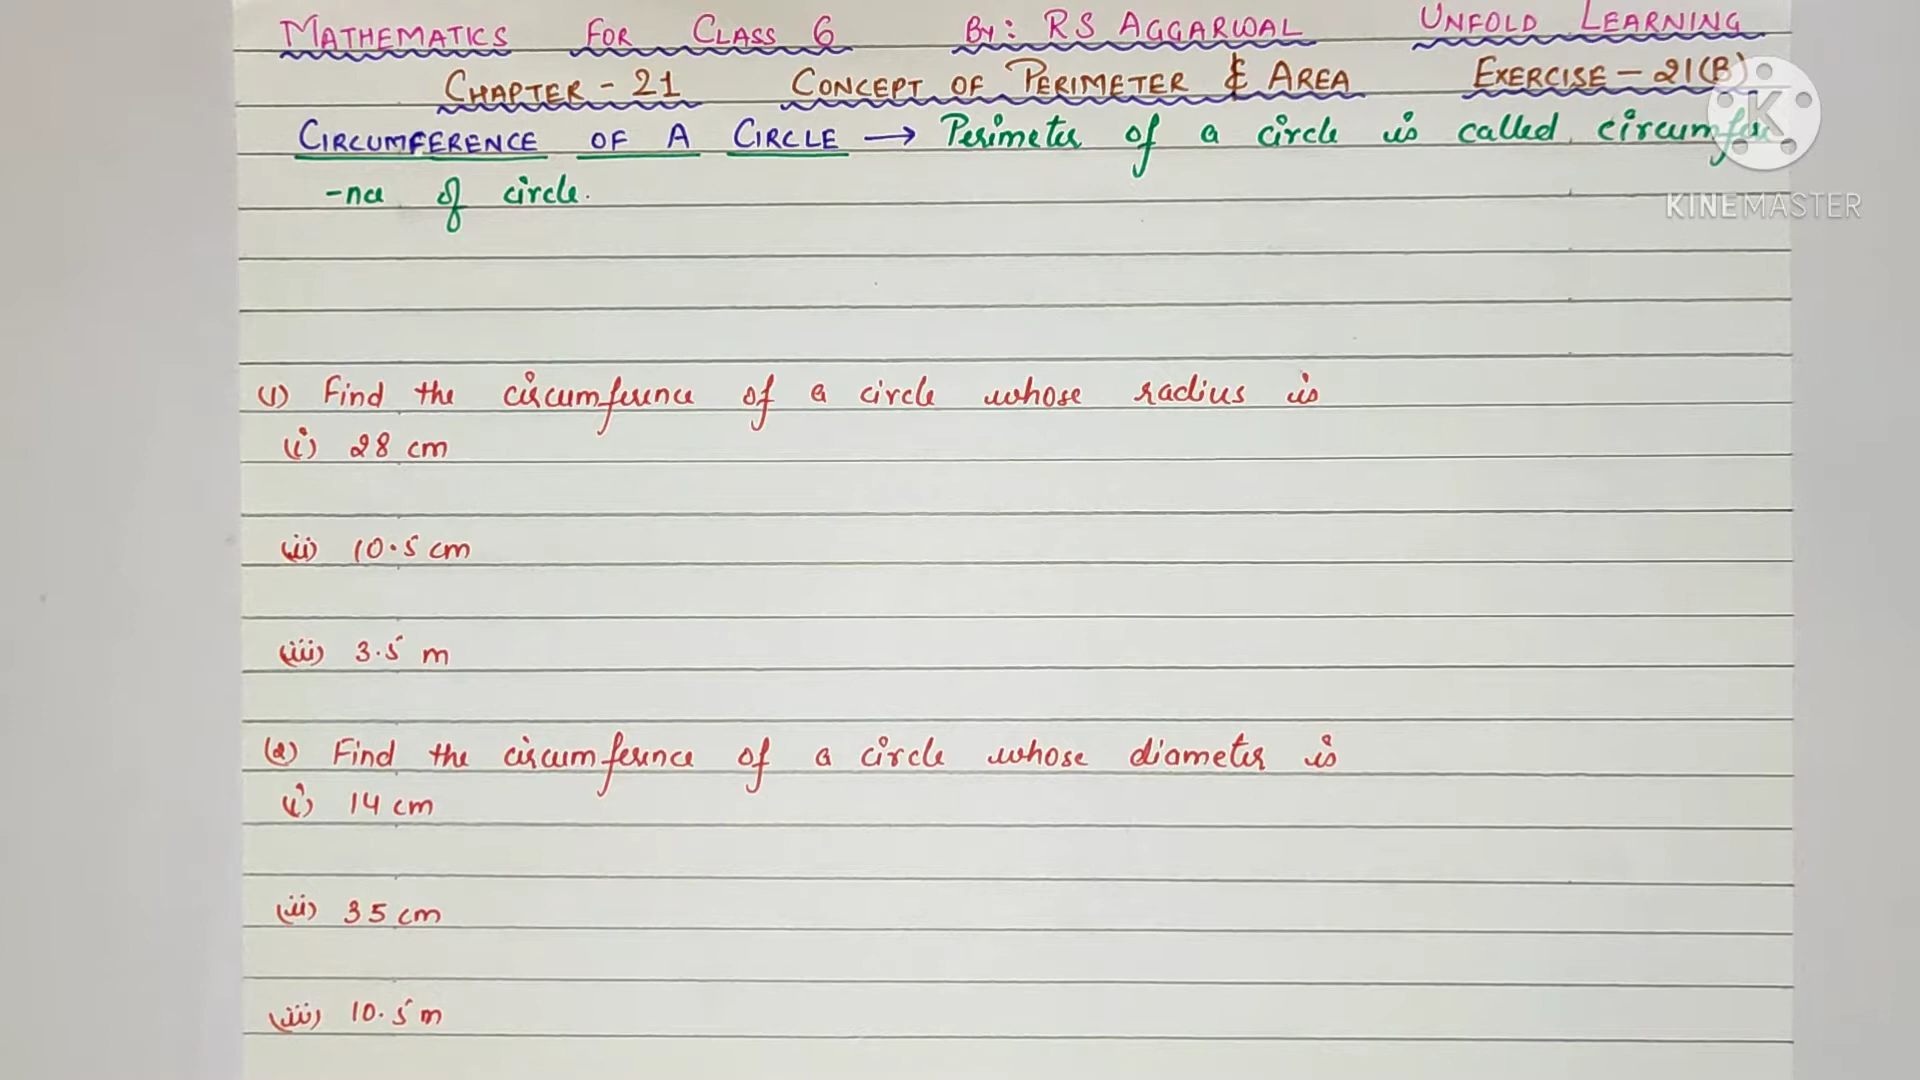 MATHEMATICS FOR CLASS 6 BY: RS AGGARWAL UNFOLD LEARNING
CHAPTER - 21 CONCEPT OF PERIMETER & AREA EXERCISE - 21(B)
CIRCUMFERENCE OF A CIRCLE → Perimeter of a circle is called circumfere
-nce of circle.
KINEMASTER
(1) Find the circumference of a circle whose radius is
(i) 28 cm
(ii) 10.5 cm
(iii) 3.5 m
(2) Find the circumference of a circle whose diameter is
(i) 14 cm
(ii) 35 cm
(iii) 10.5 m